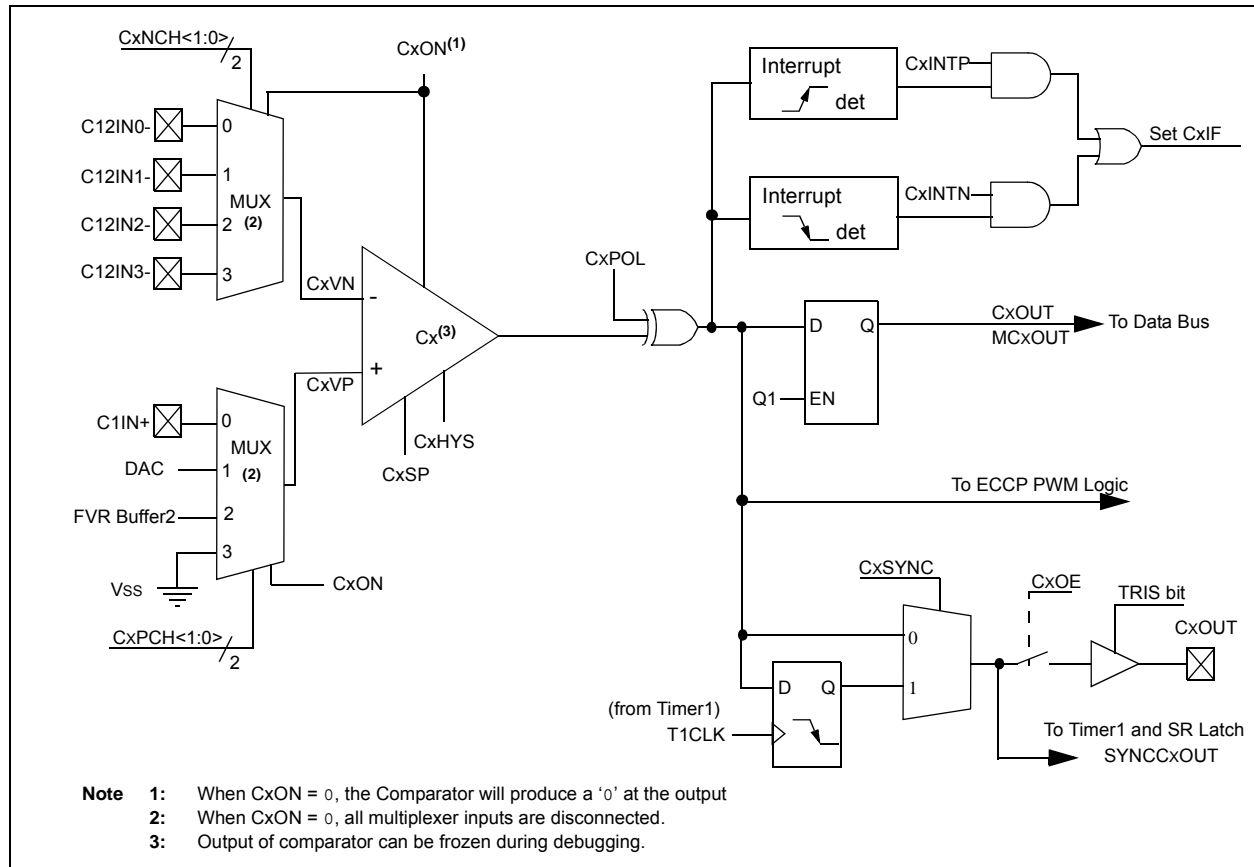 CxNCH<1:0>
2
CxON(1)
C12IN0-
C12IN1-
C12IN2-
C12IN3-
0
1
2
3
MUX
(2)
CxVN
-
Cx(3)
+
CxVP
CxHYS
CxSP
C1IN+
DAC
FVR Buffer2
VSS
0
1
2
3
MUX
(2)
CxON
CxPCH<1:0>
2
CxPOL
Interrupt
det
CxINTP
Interrupt
det
CxINTN
Set CxIF
D
Q
Q1
EN
CxOUT
MCxOUT
To Data Bus
To ECCP PWM Logic
CxSYNC
0
1
D
Q
(from Timer1)
T1CLK
CxOE
TRIS bit
CxOUT
To Timer1 and SR Latch
SYNCCxOUT
Note 1: When CxON = 0, the Comparator will produce a ‘0’ at the output
2: When CxON = 0, all multiplexer inputs are disconnected.
3: Output of comparator can be frozen during debugging.